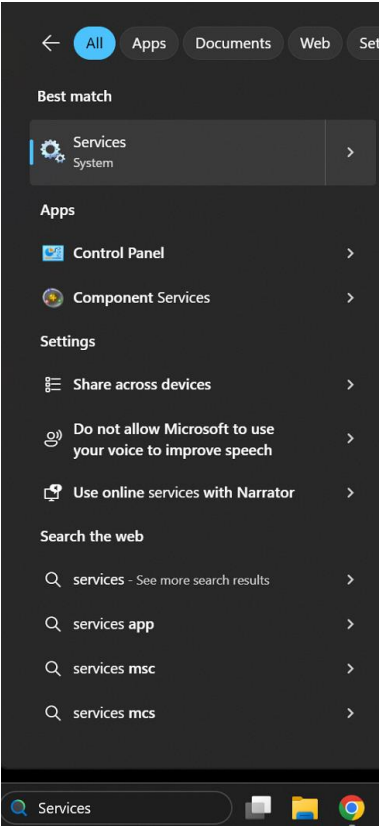 All Apps Documents Web Set
Best match
Services
System
Apps
Control Panel
Component Services
Settings
Share across devices
Do not allow Microsoft to use
your voice to improve speech
Use online services with Narrator
Search the web
services - See more search results
services app
services msc
services mcs
Services